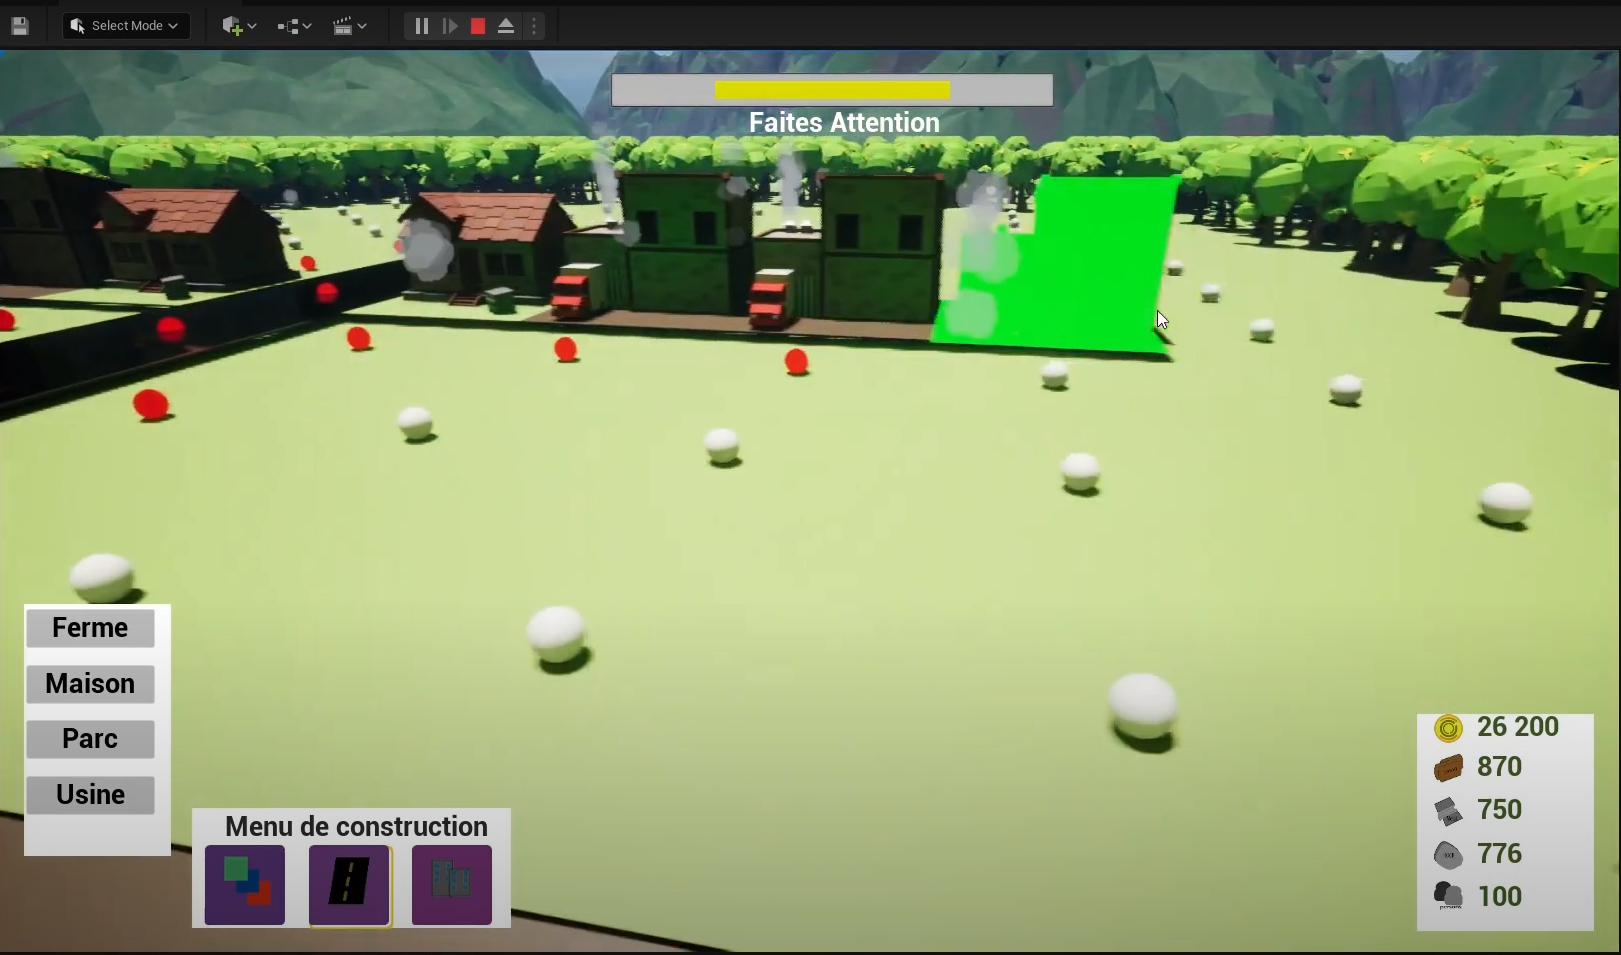 Select Mode
Faites Attention
Ferme
Maison
Parc
Usine
Menu de construction
26 200
870
750
776
100